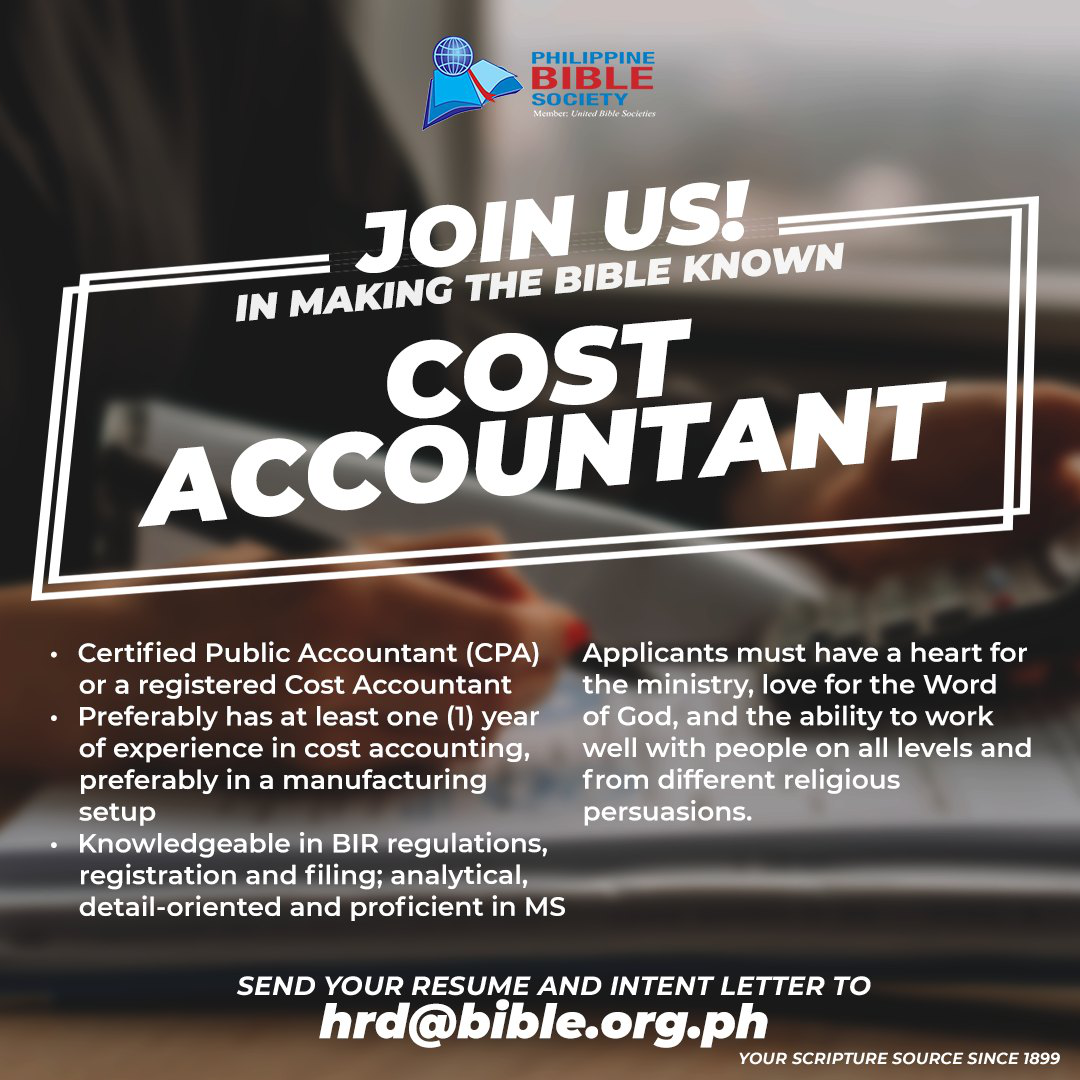 PHILIPPINE
BIBLE
SOCIETY
Member: United Bible Societies
JOIN US!
IN MAKING THE BIBLE KNOWN
COST
ACCOUNTANT
• Certified Public Accountant (CPA)
or a registered Cost Accountant
• Preferably has at least one (1) year
of experience in cost accounting,
preferably in a manufacturing
setup
• Knowledgeable in BIR regulations,
registration and filing; analytical,
detail-oriented and proficient in MS
Applicants must have a heart for
the ministry, love for the Word
of God, and the ability to work
well with people on all levels and
from different religious
persuasions.
SEND YOUR RESUME AND INTENT LETTER TO
hrd@bible.org.ph
YOUR SCRIPTURE SOURCE SINCE 1899